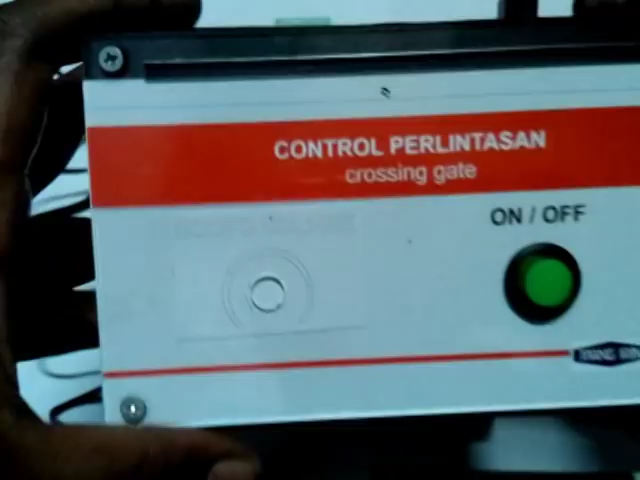 CONTROL PERLINTASAN
crossing gate
ON / OFF